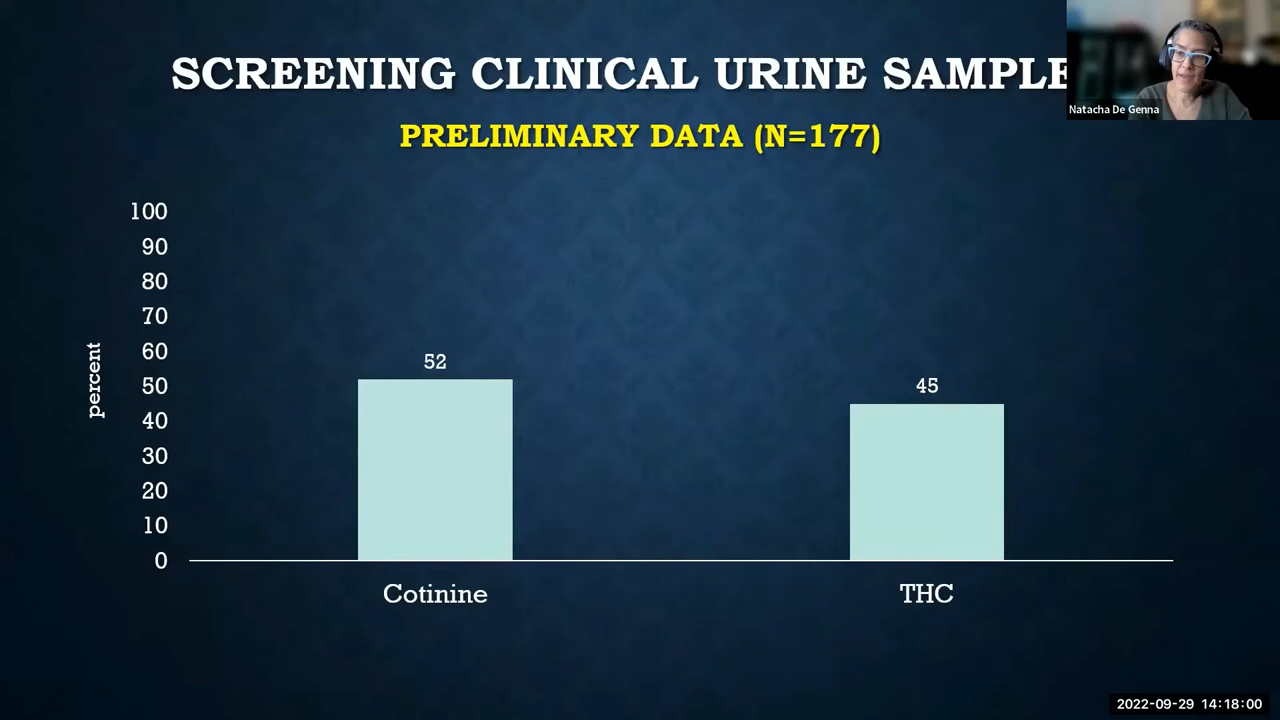 SCREENING CLINICAL URINE SAMPLE
PRELIMINARY DATA (N=177)
Natacha De Genna
percent
100
90
80
70
60
50
40
30
20
10
0
52
45
Cotinine
THC
2022-09-29 14:18:00